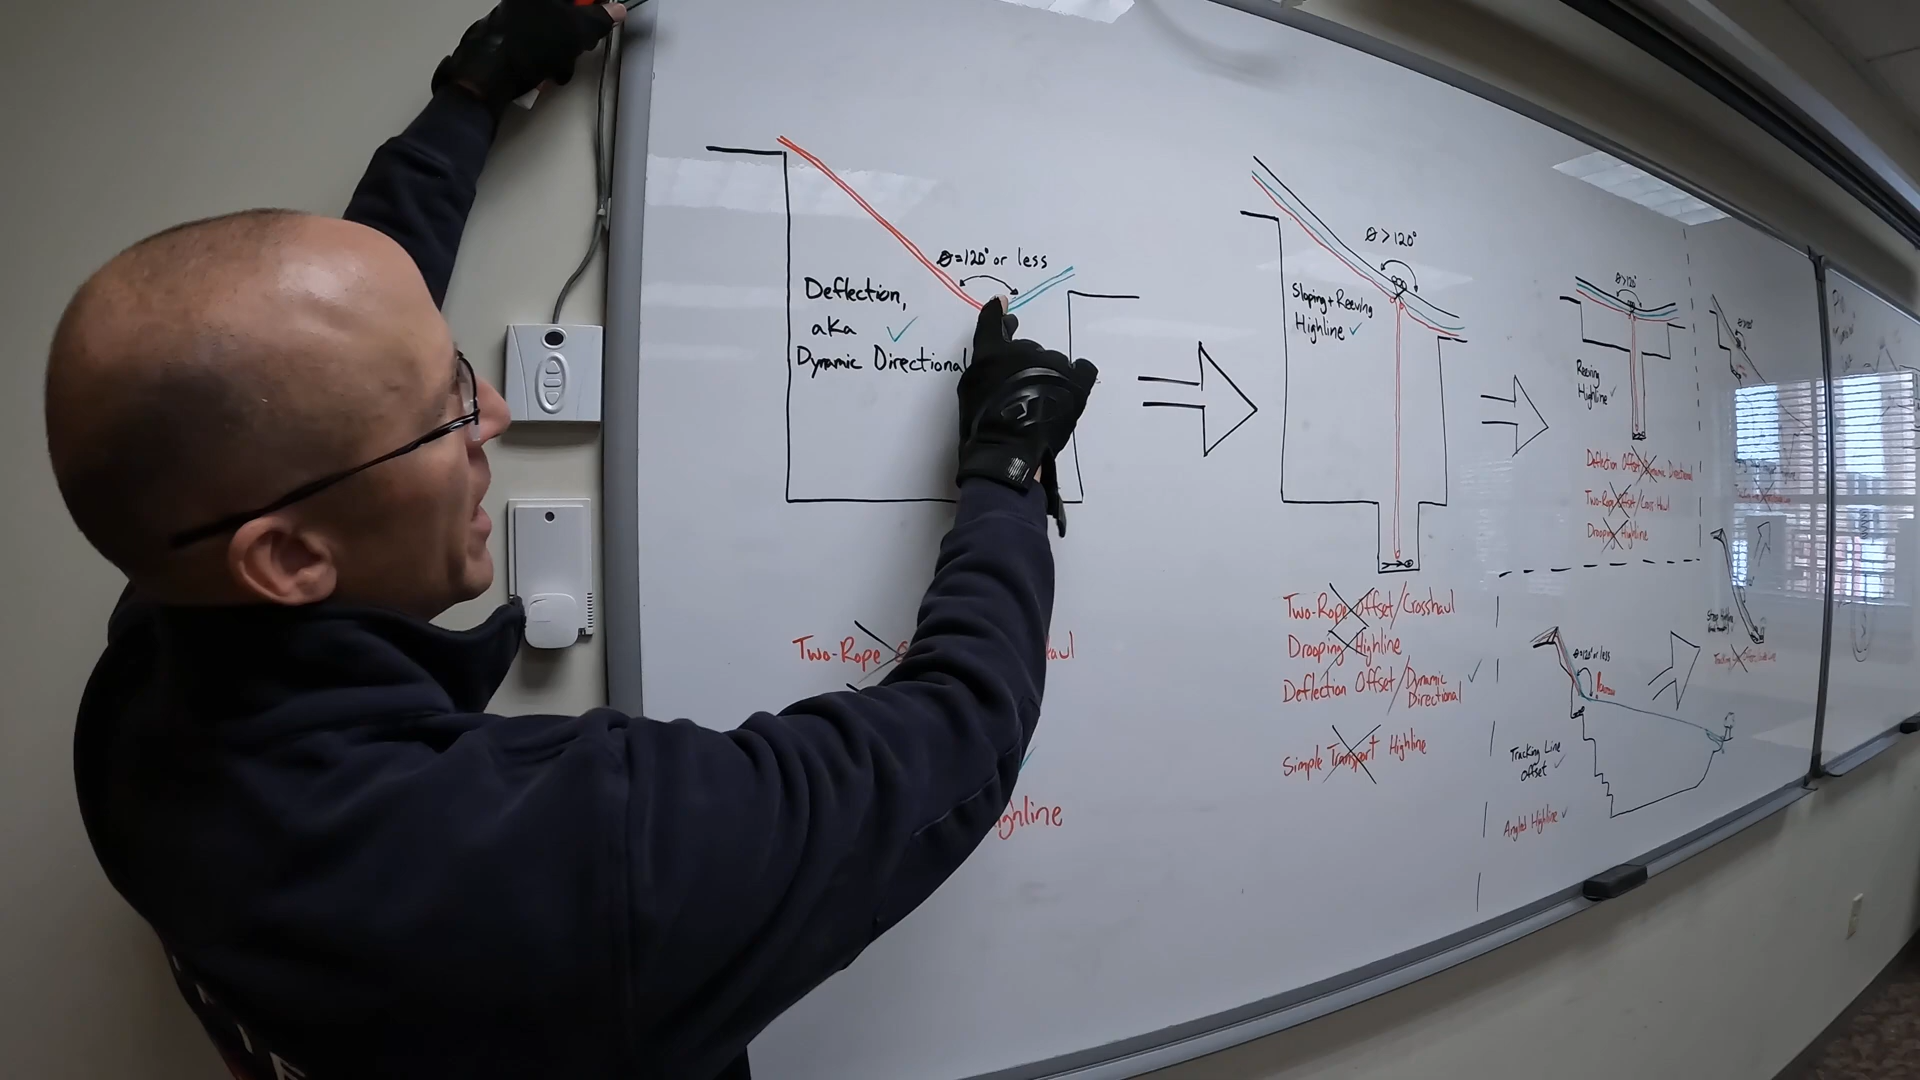 θ=120° or less
Deflection,
aka
Dynamic Directional
Two-Rope
θ>120°
Sloping + Reeving
Highline
Two-Rope Offset/Crosshaul
Drooping Highline
Deflection Offset/Dynamic
Directional
Simple Transport Highline
θ>120°
Reeving
Highline
Deflection Offset/Dynamic Directional
Two-Rope Offset/Cross Haul
Drooping Highline
θ=120° or less
Tracking Line
Offset
Angled Highline